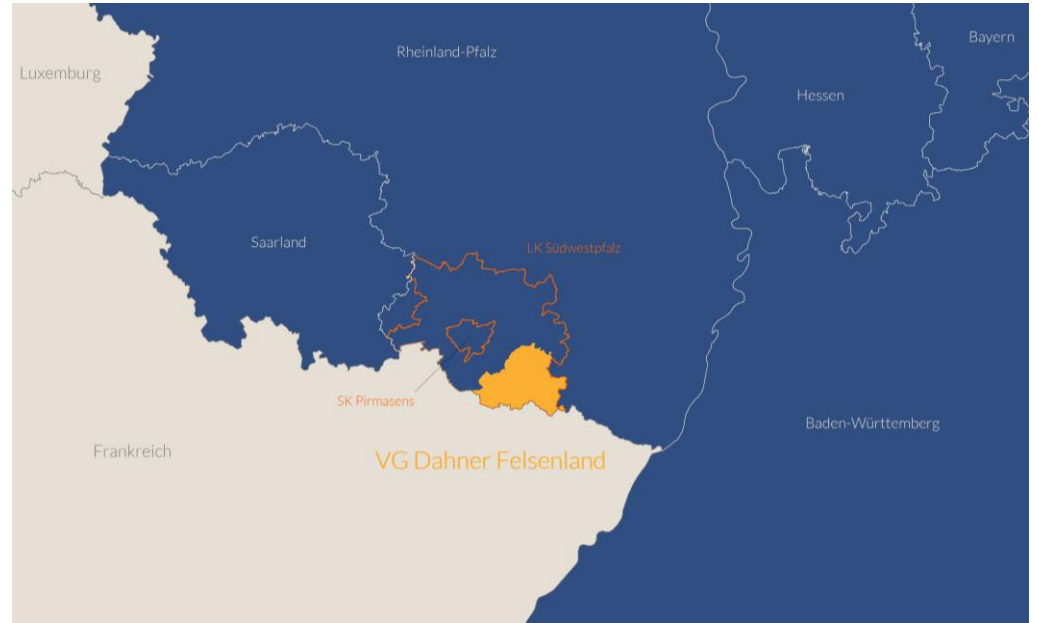 Bayern
Rheinland-Pfalz
Luxemburg
Hessen
Saarland
LK Südwestpfalz
SK Pirmasens
Baden-Württemberg
Frankreich
VG Dahner Felsenland